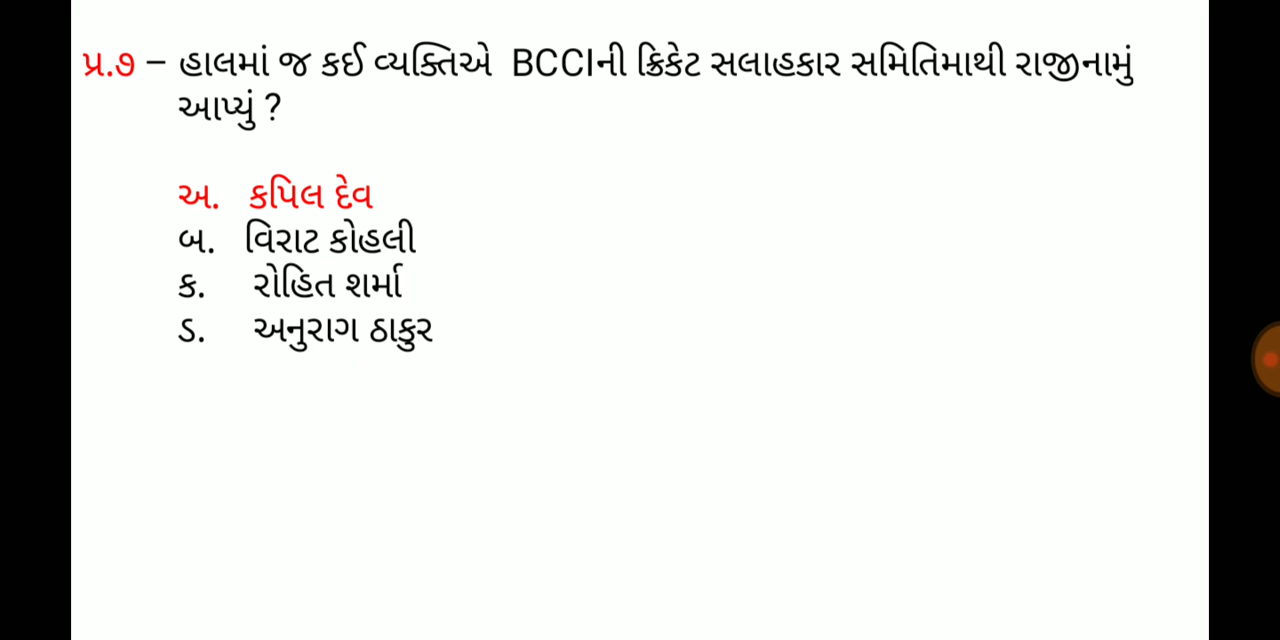 પ્ર.૭ – હાલમાં જ કઈ વ્યક્તિએ BCCIની ક્રિકેટ સલાહકાર સમિતિમાથી રાજીનામું
આપ્યું ?
અ. કપિલ દેવ
બ. વિરાટ કોહલી
ક. રોહિત શર્મા
ડ. અનુરાગ ઠાકુર